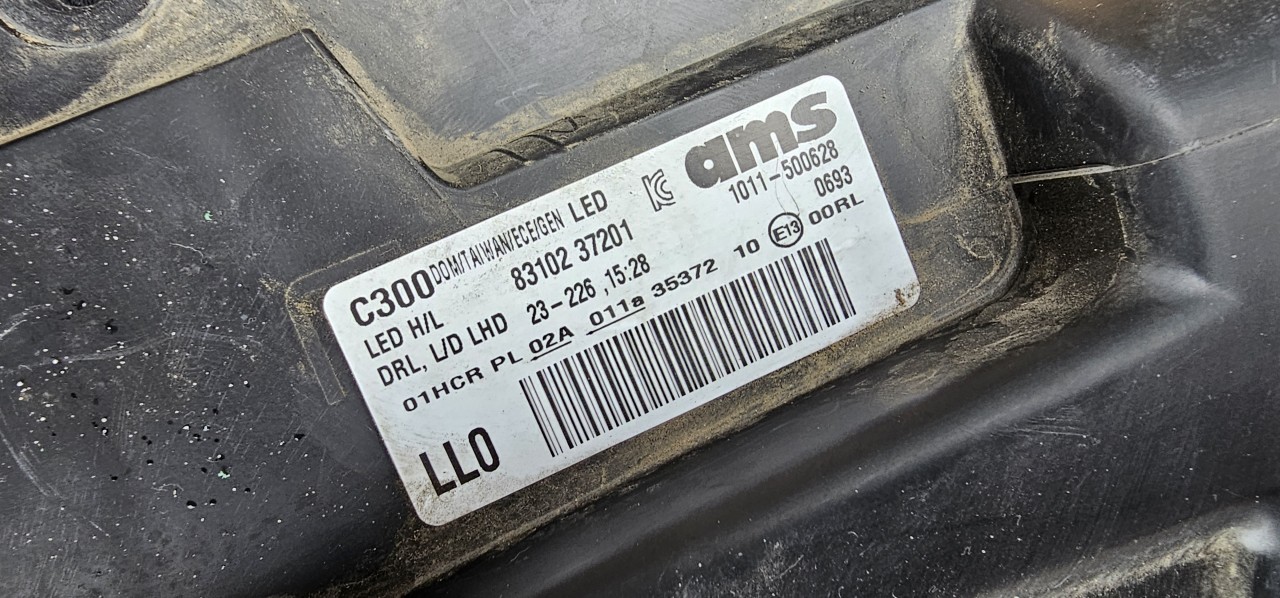 ams
C300 DOM/TAIWAN/ECE/GEN LED
1011-500628
LED H/L 83102 37201
0693
DRL, L/D LHD 23-226 ,15:28
01HCR PL 02A 011a 35372 10 E13 00RL
LL0